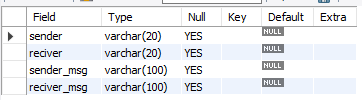 Field Type Null Key Default Extra
sender varchar(20) YES NULL
reciver varchar(20) YES NULL
sender_msg varchar(100) YES NULL
reciver_msg varchar(100) YES NULL